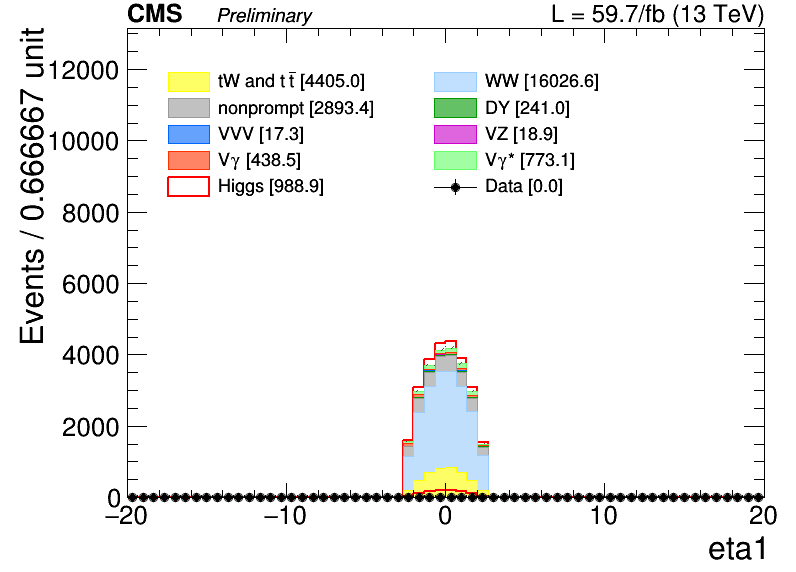 CMS Preliminary L = 59.7/fb (13 TeV)
Events / 0.666667 unit
12000
10000
8000
6000
4000
2000
0
tW and tt̅ [4405.0] WW [16026.6]
nonprompt [2893.4] DY [241.0]
VVV [17.3] VZ [18.9]
Vγ [438.5] Vγ* [773.1]
Higgs [988.9] Data [0.0]
−20 −10 0 10 20
eta1